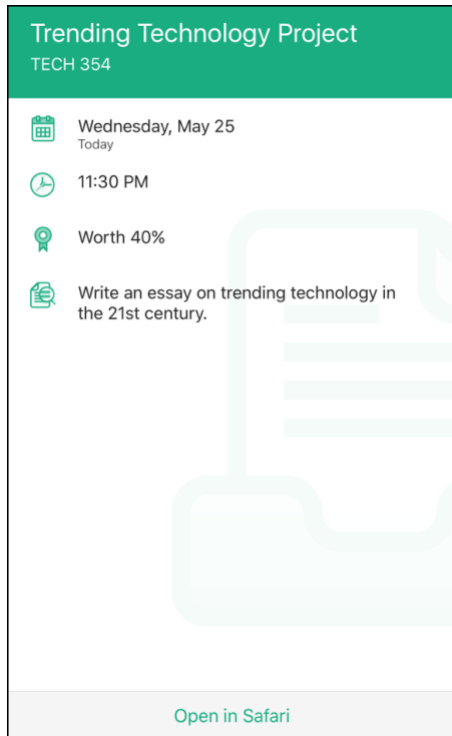 Trending Technology Project
TECH 354
Wednesday, May 25
Today
11:30 PM
Worth 40%
Write an essay on trending technology in
the 21st century.
Open in Safari